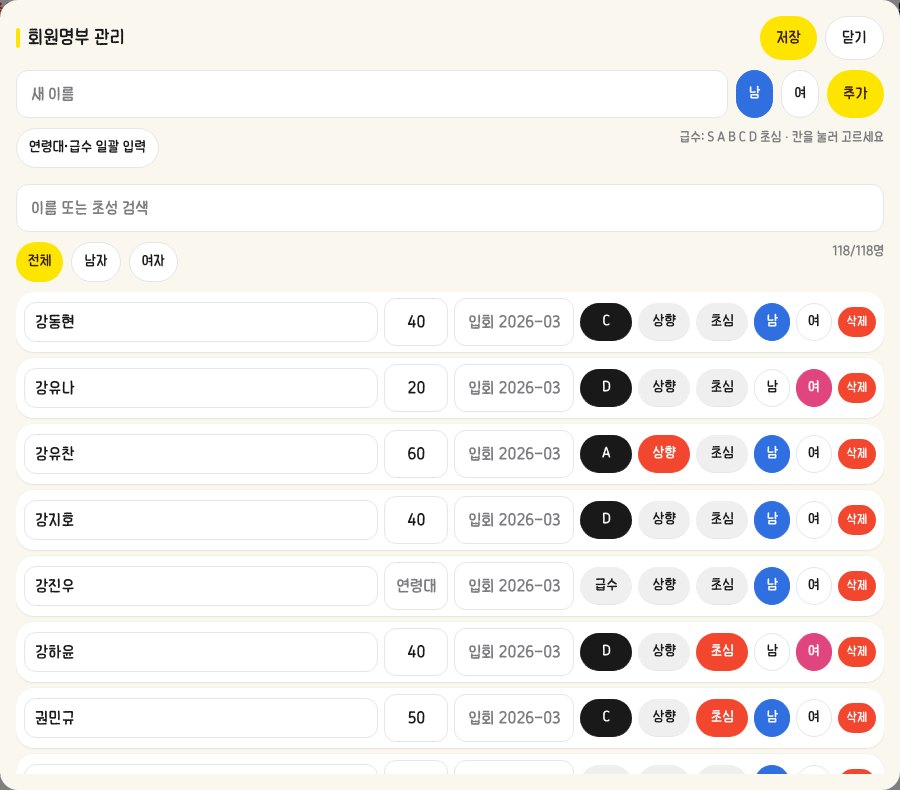 회원명부 관리 저장 닫기
새 이름 남 여 추가
연령대·급수 일괄 입력 급수: S A B C D 초심 · 칸을 눌러 고르세요
이름 또는 초성 검색
전체 남자 여자 118/118명
강동현 40 입회 2026-03 C 상향 초심 남 여 삭제
강유나 20 입회 2026-03 D 상향 초심 남 여 삭제
강유찬 60 입회 2026-03 A 상향 초심 남 여 삭제
강지호 40 입회 2026-03 D 상향 초심 남 여 삭제
강진우 연령대 입회 2026-03 급수 상향 초심 남 여 삭제
강하윤 40 입회 2026-03 D 상향 초심 남 여 삭제
권민규 50 입회 2026-03 C 상향 초심 남 여 삭제